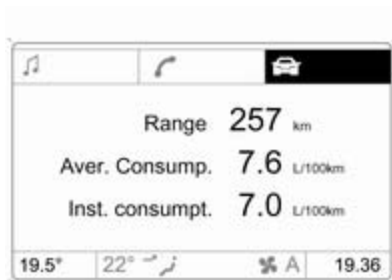 Range 257 km
Aver. Consump. 7.6 L/100km
Inst. consumpt. 7.0 L/100km
19.5° 22° A 19.36